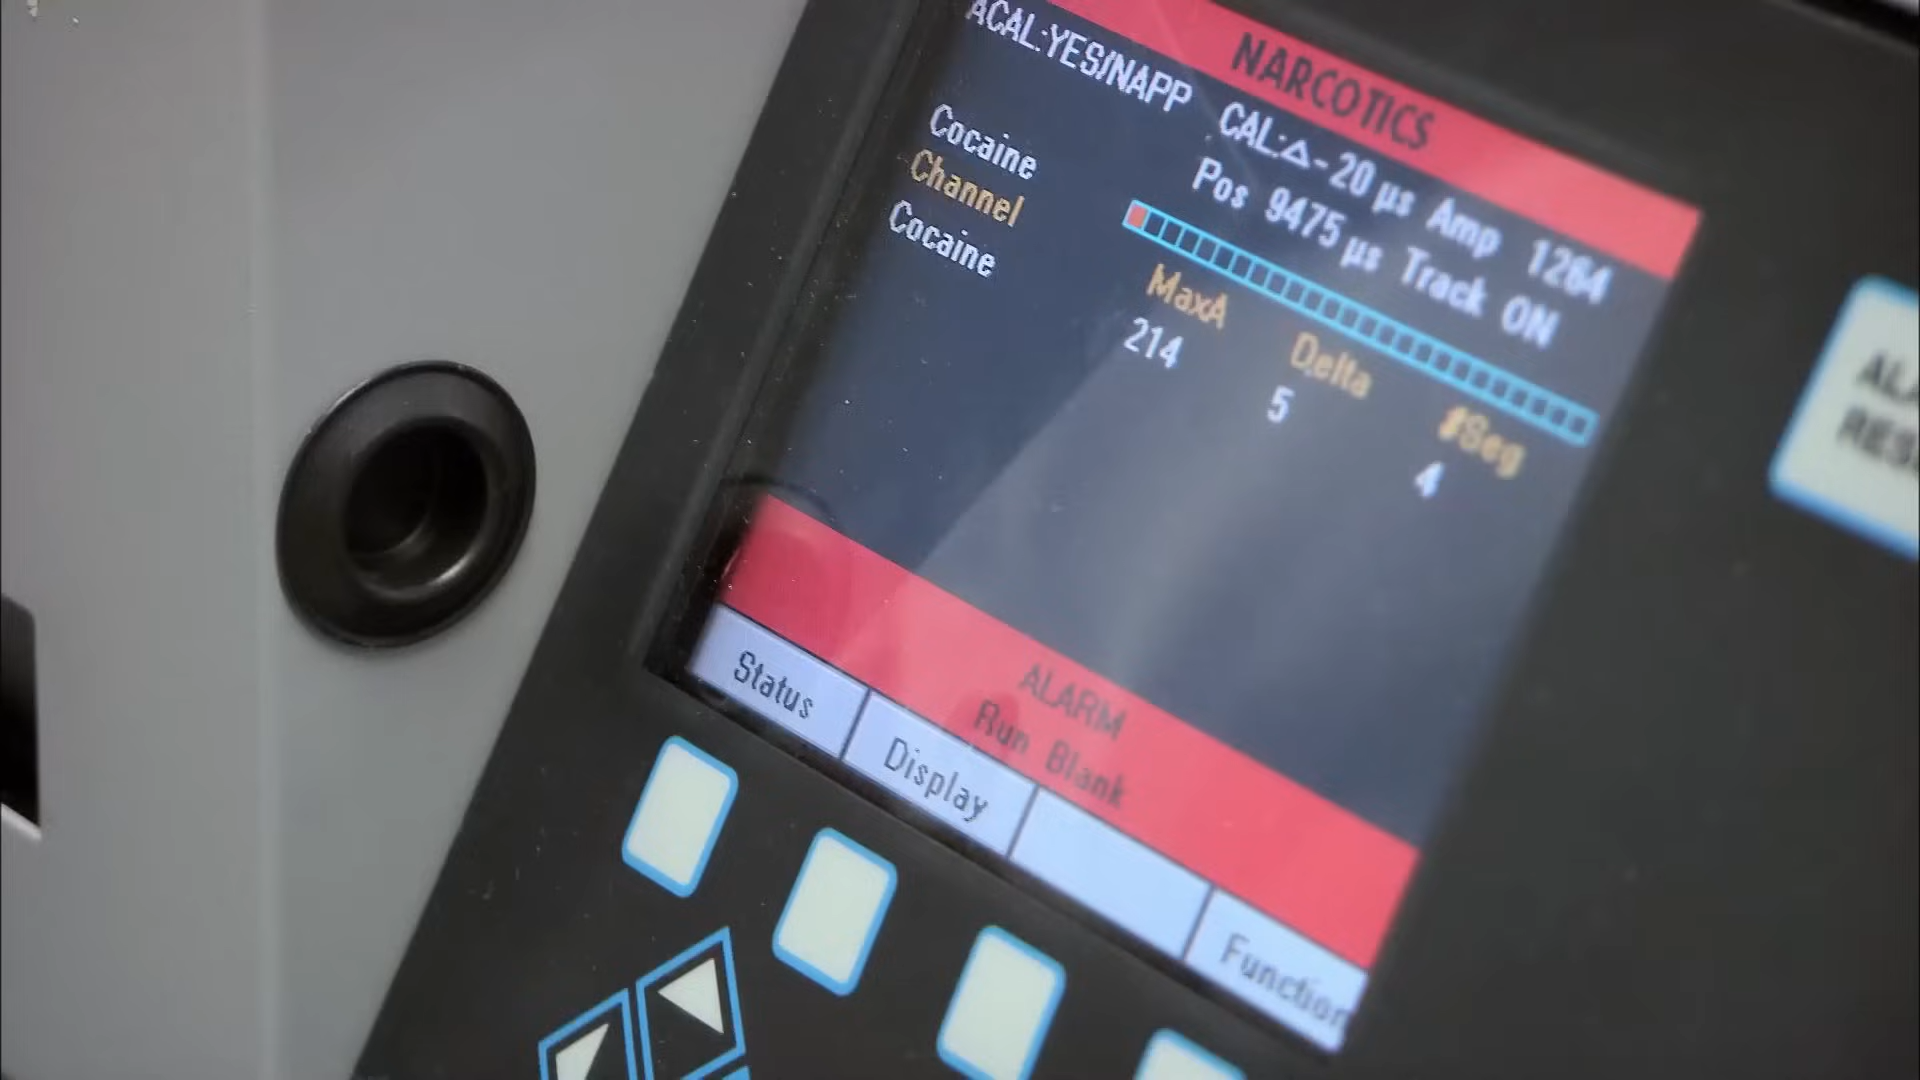 NARCOTICS
ACAL:YES/INAPP CAL:△-20 µs Amp 1264
Pos 9475 µs Track ON
Cocaine
Channel MaxA Delta #Seg
Cocaine 214 5 4
ALARM
Run Blank
Status Display Function